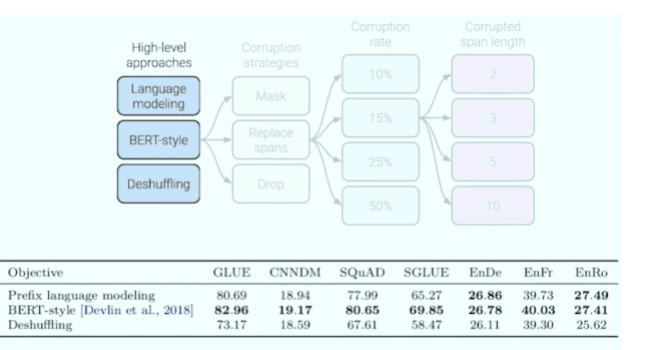 High-level
approaches
Language
modeling
BERT-style
Deshuffling
Corruption
strategies
Mask
Replace
spans
Drop
Corruption
rate
10%
15%
25%
50%
Corrupted
span length
2
3
5
10
Objective GLUE CNNDM SQuAD SGLUE EnDe EnFr EnRo
Prefix language modeling 80.69 18.94 77.99 65.27 26.86 39.73 27.49
BERT-style [Devlin et al., 2018] 82.96 19.17 80.65 69.85 26.78 40.03 27.41
Deshuffling 73.17 18.59 67.61 58.47 26.11 39.30 25.62